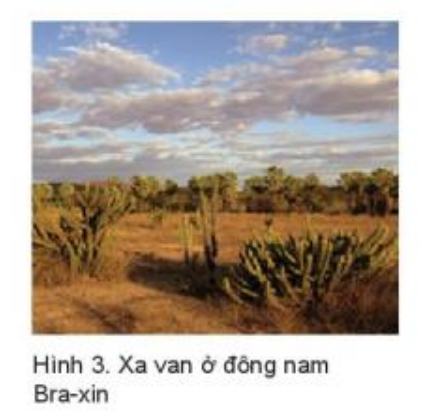 Hình 3. Xa van ở đông nam
Bra-xin